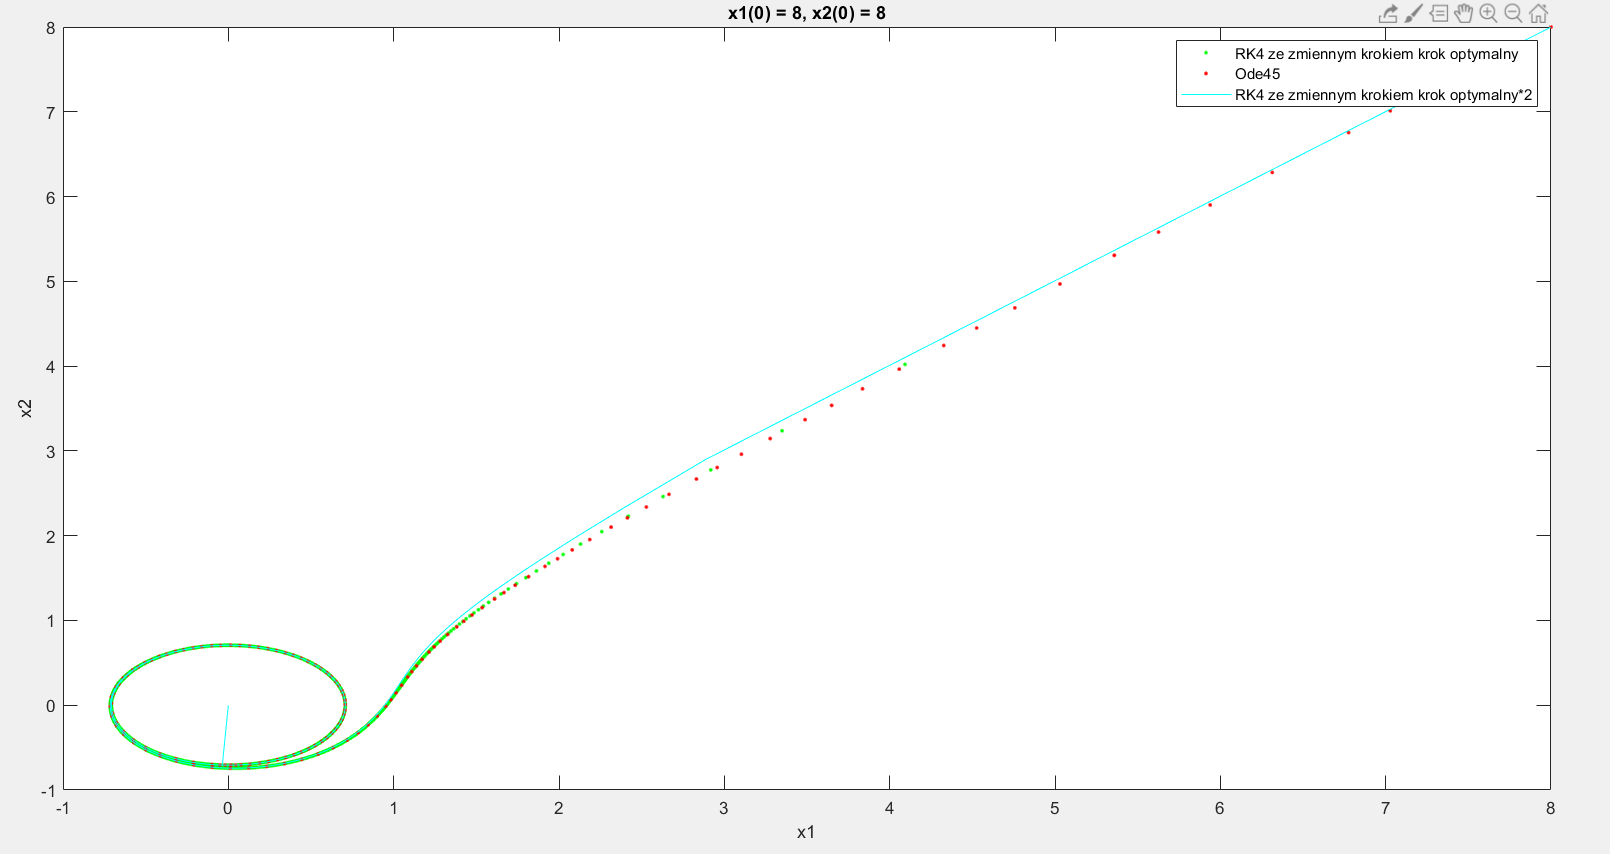 x1(0) = 8, x2(0) = 8
RK4 ze zmiennym krokiem krok optymalny
Ode45
RK4 ze zmiennym krokiem krok optymalny*2
8
7
6
5
4
3
2
1
0
-1
x2
-1 0 1 2 3 4 5 6 7 8
x1